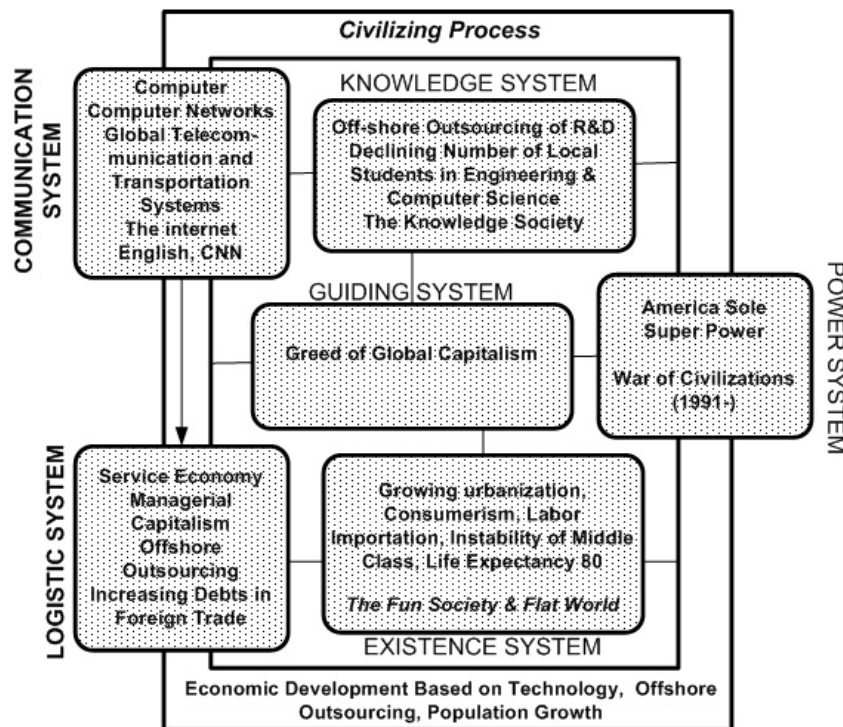 Civilizing Process
COMMUNICATION
SYSTEM
Computer
Computer Networks
Global Telecom-
munication and
Transportation
Systems
The internet
English, CNN
KNOWLEDGE SYSTEM
Off-shore Outsourcing of R&D
Declining Number of Local
Students in Engineering &
Computer Science
The Knowledge Society
GUIDING SYSTEM
Greed of Global Capitalism
POWER SYSTEM
America Sole
Super Power
War of Civilizations
(1991-)
LOGISTIC SYSTEM
Service Economy
Managerial
Capitalism
Offshore
Outsourcing
Increasing Debts in
Foreign Trade
Growing urbanization,
Consumerism, Labor
Importation, Instability of Middle
Class, Life Expectancy 80
The Fun Society & Flat World
EXISTENCE SYSTEM
Economic Development Based on Technology, Offshore
Outsourcing, Population Growth